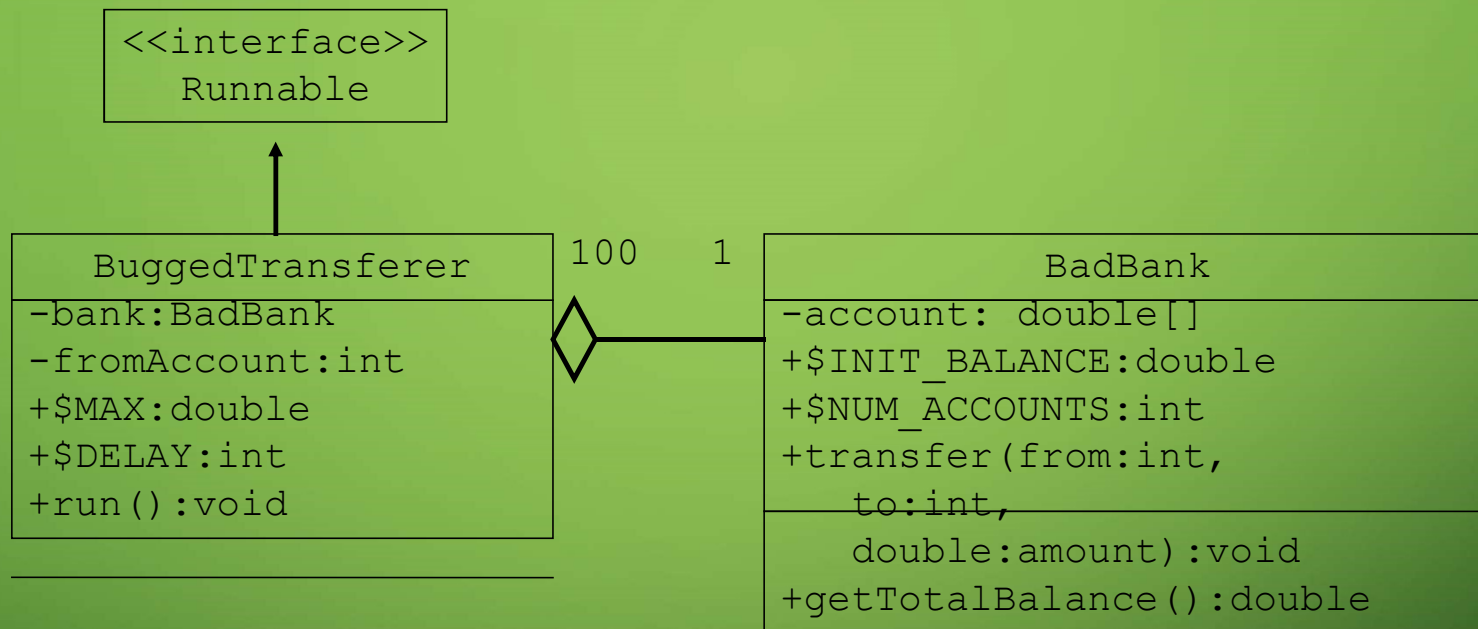 <<interface>>
Runnable
BuggedTransferer
-bank:BadBank
-fromAccount:int
+$MAX:double
+$DELAY:int
+run():void
100 1
BadBank
-account: double[]
+$INIT_BALANCE:double
+$NUM_ACCOUNTS:int
+transfer(from:int,
to:int,
double:amount):void
+getTotalBalance():double